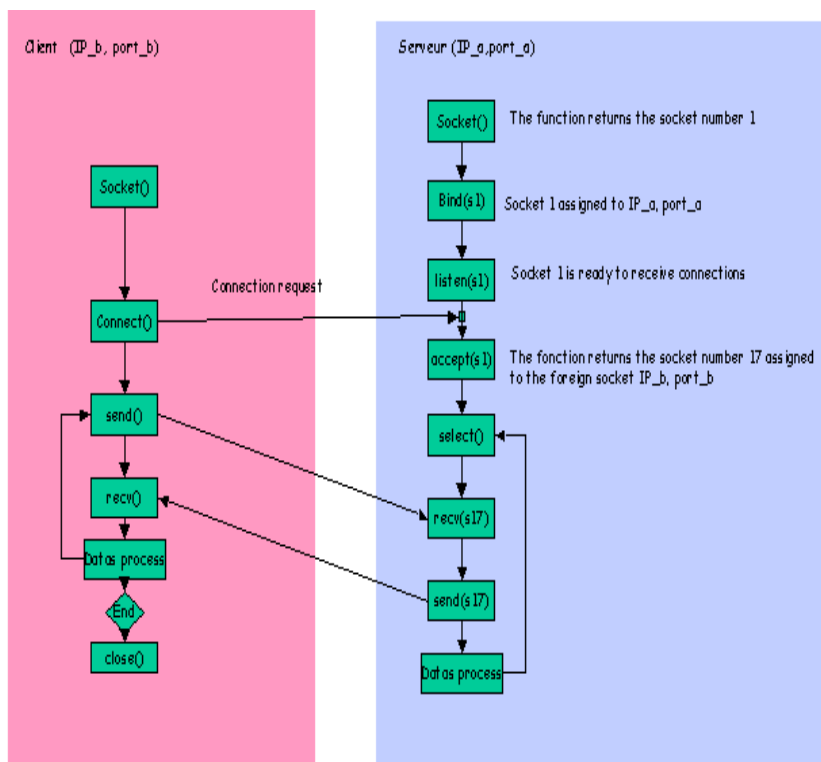 Client (IP_b, port_b)
Socket()
Connection request
Connect()
send()
recv()
Datas process
End
close()
Serveur (IP_a,port_a)
Socket()
The function returns the socket number 1
Bind(s1)
Socket 1 assigned to IP_a, port_a
listen(s1)
Socket 1 is ready to receive connections
accept(s1)
The fonction returns the socket number 17 assigned
to the foreign socket IP_b, port_b
select()
recv(s17)
send(s17)
Datas process